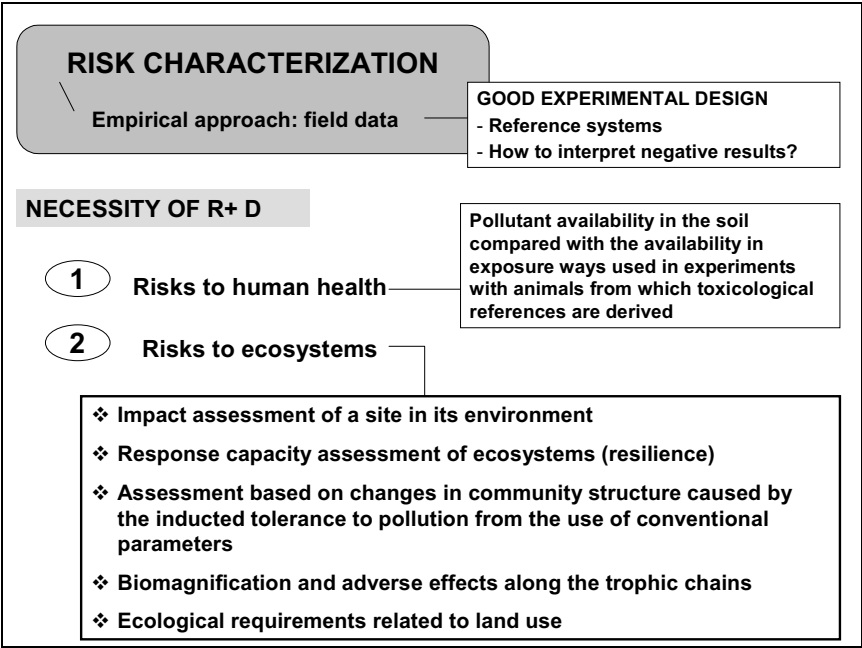 RISK CHARACTERIZATION
Empirical approach: field data
GOOD EXPERIMENTAL DESIGN
- Reference systems
- How to interpret negative results?
NECESSITY OF R+ D
Pollutant availability in the soil
compared with the availability in
exposure ways used in experiments
with animals from which toxicological
references are derived
1 Risks to human health
2 Risks to ecosystems
❖ Impact assessment of a site in its environment
❖ Response capacity assessment of ecosystems (resilience)
❖ Assessment based on changes in community structure caused by
the inducted tolerance to pollution from the use of conventional
parameters
❖ Biomagnification and adverse effects along the trophic chains
❖ Ecological requirements related to land use